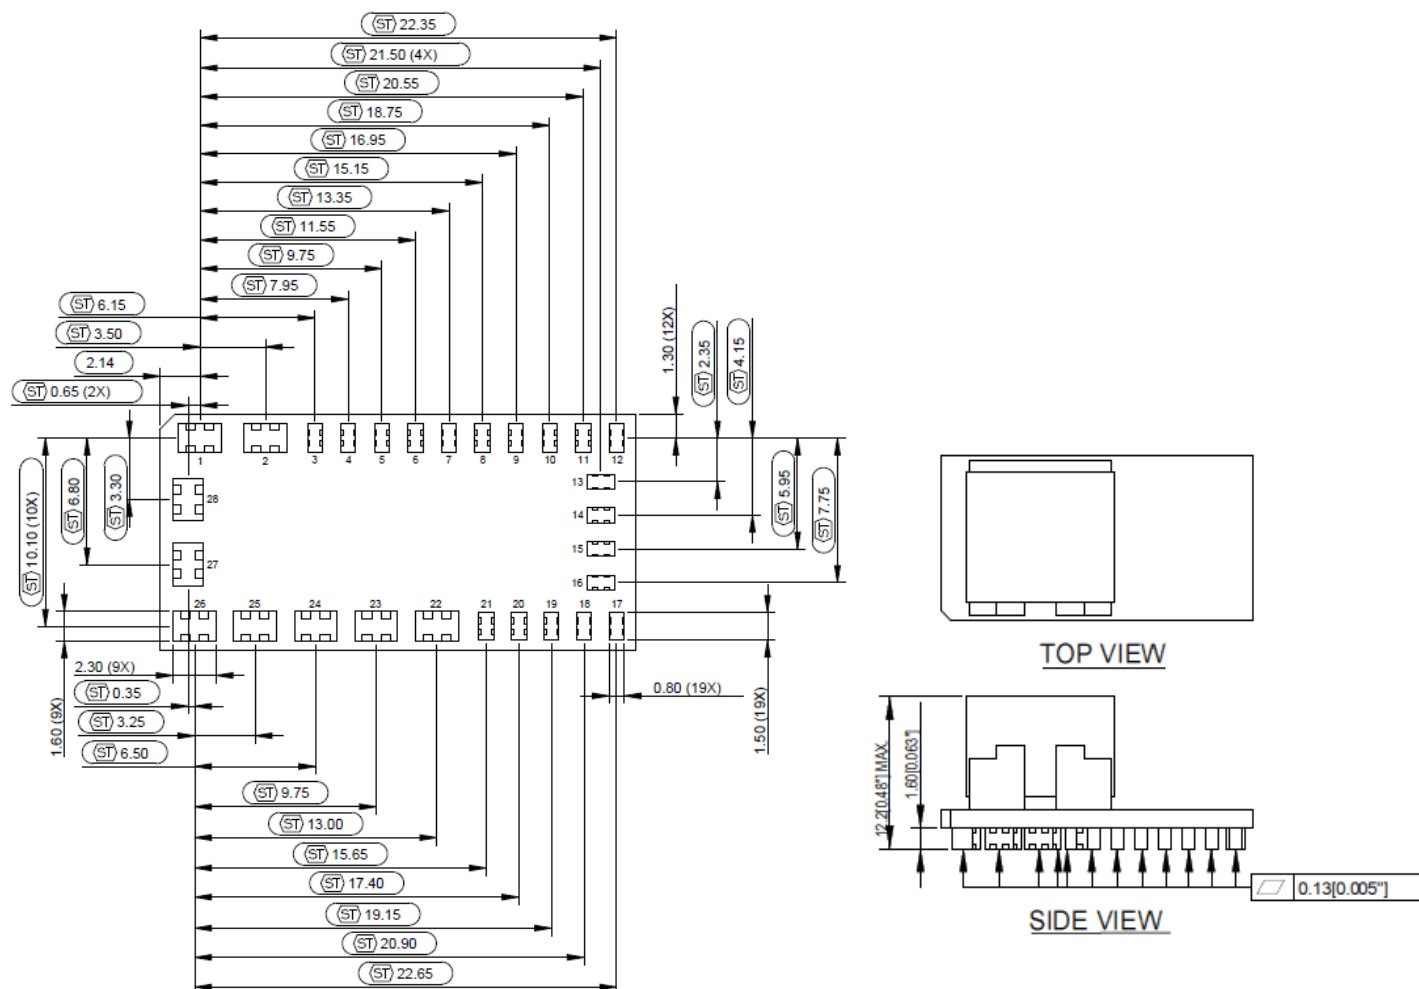 ST 22.35
ST 21.50 (4X)
ST 20.55
ST 18.75
ST 16.95
ST 15.15
ST 13.35
ST 11.55
ST 9.75
ST 7.95
ST 6.15
ST 3.50
2.14
ST 0.65 (2X)
1.30 (12X)
ST 2.35
ST 4.15
1 2 3 4 5 6 7 8 9 10 11 12
13
14
15
16
28
27
ST 10.10 (10X)
ST 6.80
ST 3.30
ST 5.95
ST 7.75
26 25 24 23 22 21 20 19 18 17
2.30 (9X)
1.60 (9X)
0.80 (19X)
1.50 (19X)
ST 0.35
ST 3.25
ST 6.50
ST 9.75
ST 13.00
ST 15.65
ST 17.40
ST 19.15
ST 20.90
ST 22.65
TOP VIEW
12.2[0.48"] MAX.
1.60[0.063"]
0.13[0.005"]
SIDE VIEW